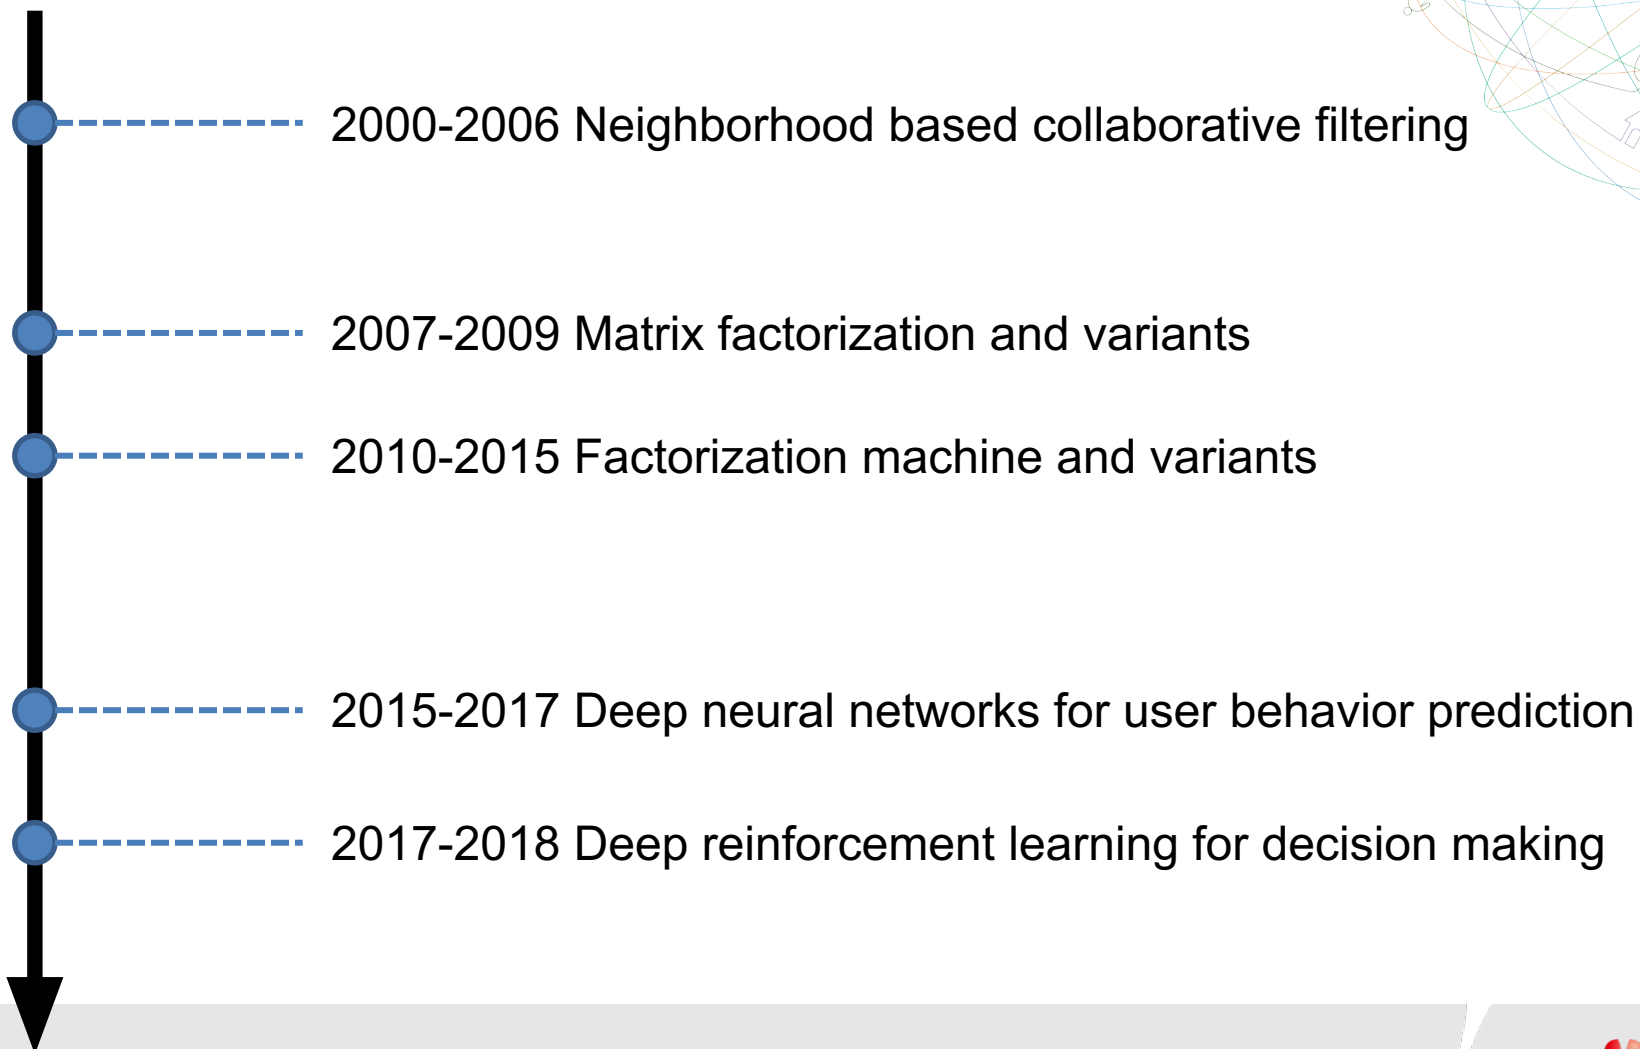 2000-2006 Neighborhood based collaborative filtering
2007-2009 Matrix factorization and variants
2010-2015 Factorization machine and variants
2015-2017 Deep neural networks for user behavior prediction
2017-2018 Deep reinforcement learning for decision making